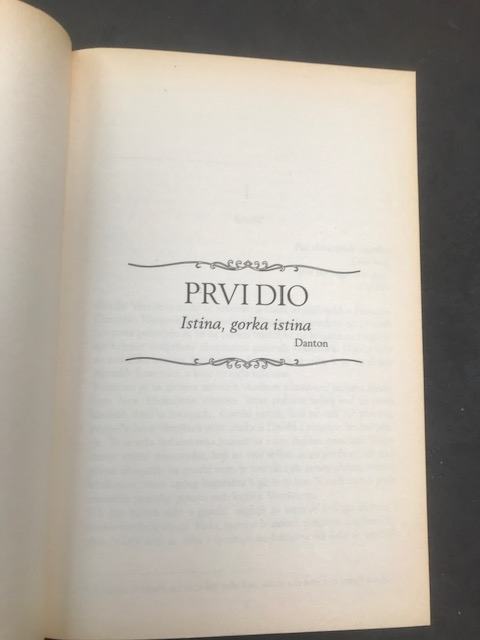 PRVI DIO
Istina, gorka istina
Danton